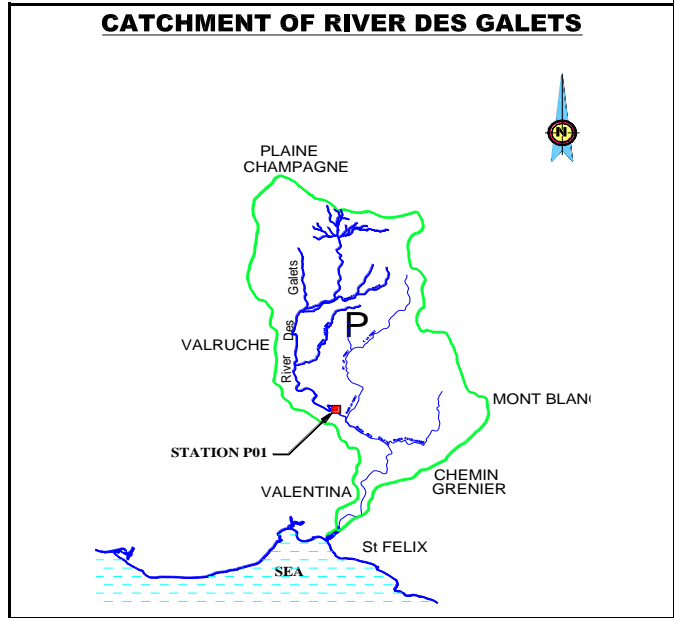 CATCHMENT OF RIVER DES GALETS
N
PLAINE
CHAMPAGNE
River Des Galets
P
VALRUCHE
MONT BLAN
STATION P01
CHEMIN
GRENIER
VALENTINA
St FELIX
SEA